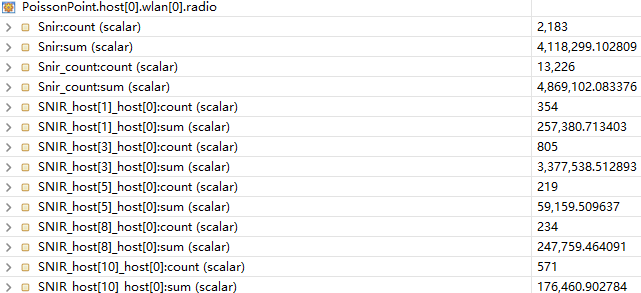 PoissonPoint.host[0].wlan[0].radio
Snir:count (scalar) 2,183
Snir:sum (scalar) 4,118,299.102809
Snir_count:count (scalar) 13,226
Snir_count:sum (scalar) 4,869,102.083376
SNIR_host[1]_host[0]:count (scalar) 354
SNIR_host[1]_host[0]:sum (scalar) 257,380.713403
SNIR_host[3]_host[0]:count (scalar) 805
SNIR_host[3]_host[0]:sum (scalar) 3,377,538.512893
SNIR_host[5]_host[0]:count (scalar) 219
SNIR_host[5]_host[0]:sum (scalar) 59,159.509637
SNIR_host[8]_host[0]:count (scalar) 234
SNIR_host[8]_host[0]:sum (scalar) 247,759.464091
SNIR_host[10]_host[0]:count (scalar) 571
SNIR_host[10]_host[0]:sum (scalar) 176,460.902784